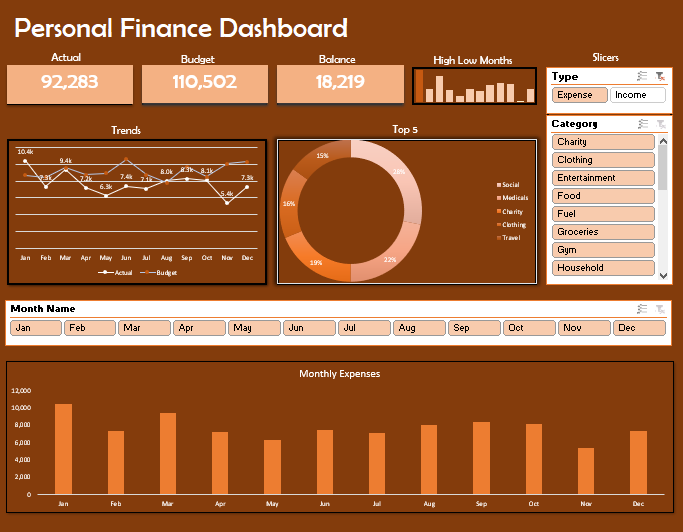 Personal Finance Dashboard
Actual
Budget
Balance
High Low Months
Slicers
92,283
110,502
18,219
Type
Expense
Income
Category
Charity
Clothing
Entertainment
Food
Fuel
Groceries
Gym
Household
Trends
10.4k
7.3k
9.4k
7.2k
6.3k
7.4k
7.1k
8.0k
8.3k
8.1k
5.4k
7.3k
Jan Feb Mar Apr May Jun Jul Aug Sep Oct Nov Dec
Actual Budget
Top 5
15%
16%
19%
22%
28%
Social
Medicals
Charity
Clothing
Travel
Month Name
Jan Feb Mar Apr May Jun Jul Aug Sep Oct Nov Dec
Monthly Expenses
12,000
10,000
8,000
6,000
4,000
2,000
0
Jan Feb Mar Apr May Jun Jul Aug Sep Oct Nov Dec